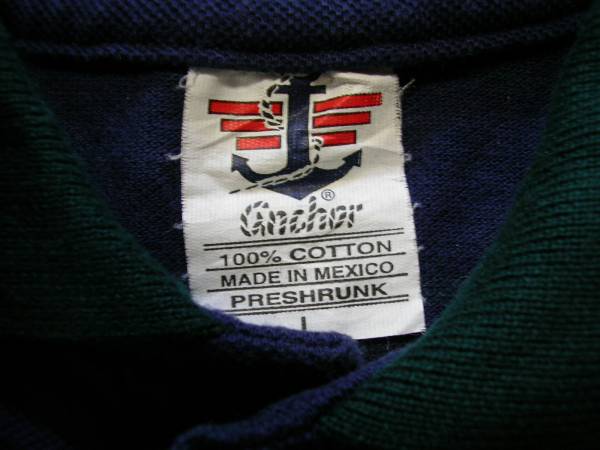 Anchor®
100% COTTON
MADE IN MEXICO
PRESHRUNK